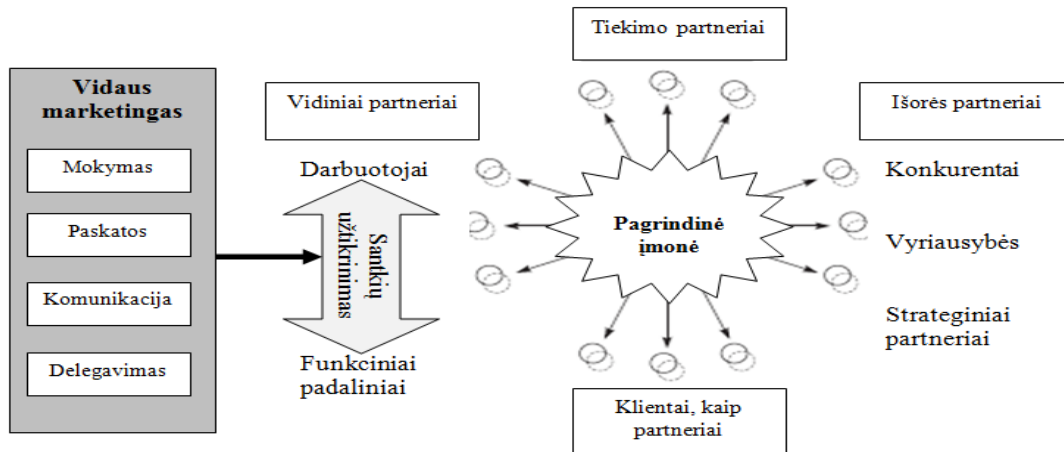 Vidaus
marketingas
Mokymas
Paskatos
Komunikacija
Delegavimas
Vidiniai partneriai
Darbuotojai
Santkių
užtikrinimas
Funkciniai
padaliniai
Tiekimo partneriai
Pagrindinė
įmonė
Klientai, kaip
partneriai
Išorės partneriai
Konkurentai
Vyriausybės
Strateginiai
partneriai